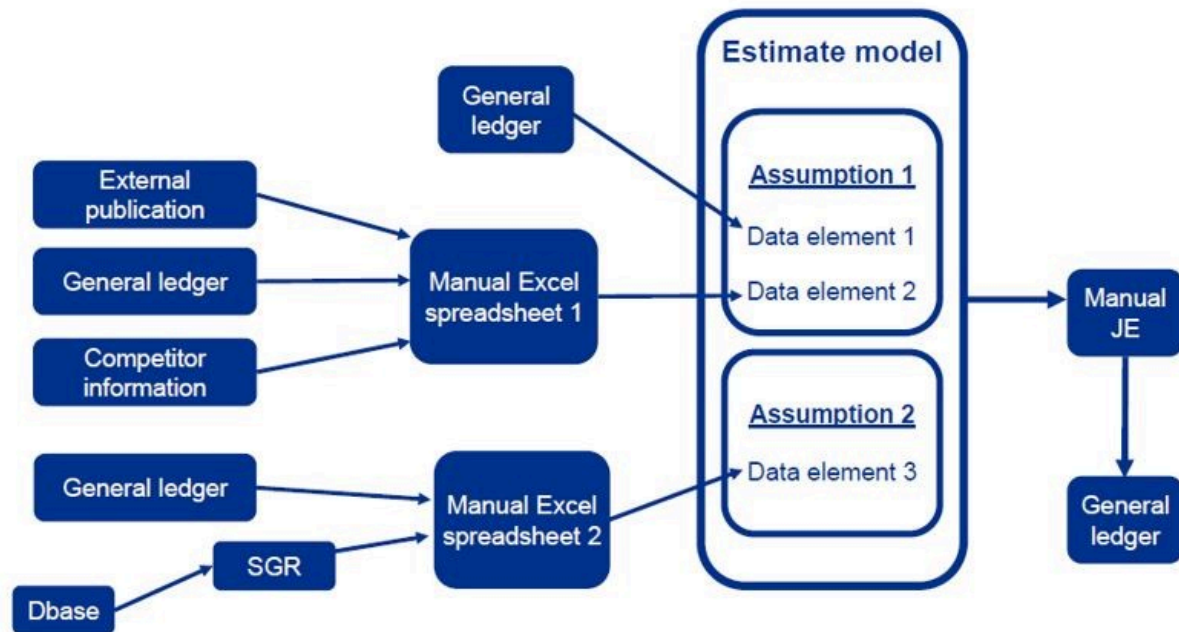 Estimate model
General
ledger
External
publication
Assumption 1
Data element 1
General ledger
Manual Excel
spreadsheet 1
Data element 2
Manual
JE
Competitor
information
Assumption 2
General ledger
Data element 3
Manual Excel
spreadsheet 2
General
ledger
SGR
Dbase